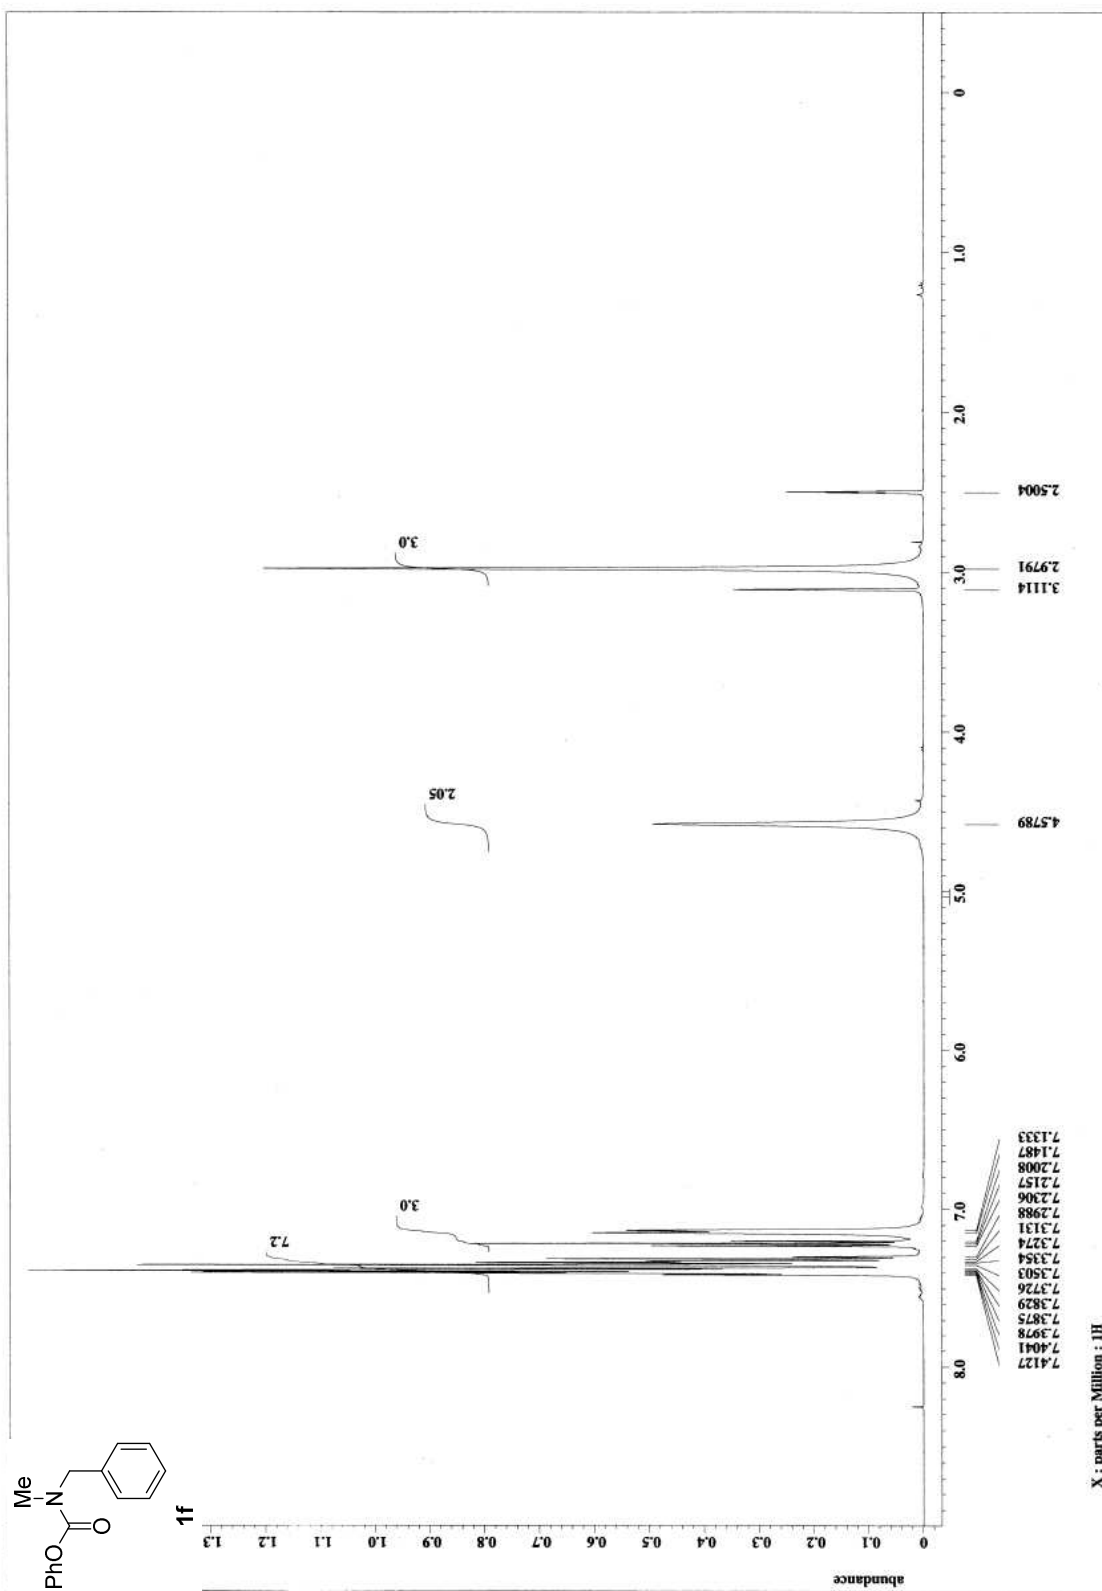 PhO
O
N
Me
1f
abundance
0 0.1 0.2 0.3 0.4 0.5 0.6 0.7 0.8 0.9 1.0 1.1 1.2 1.3
7.2
3.0
2.05
3.0
8.0 7.0 6.0 5.0 4.0 3.0 2.0 1.0 0
7.4127
7.4041
7.3978
7.3875
7.3829
7.3726
7.3503
7.3354
7.3274
7.3131
7.2988
7.2306
7.2157
7.2008
7.1487
7.1333
4.5789
3.1114
2.9791
2.5004
X : parts per Million : 1H